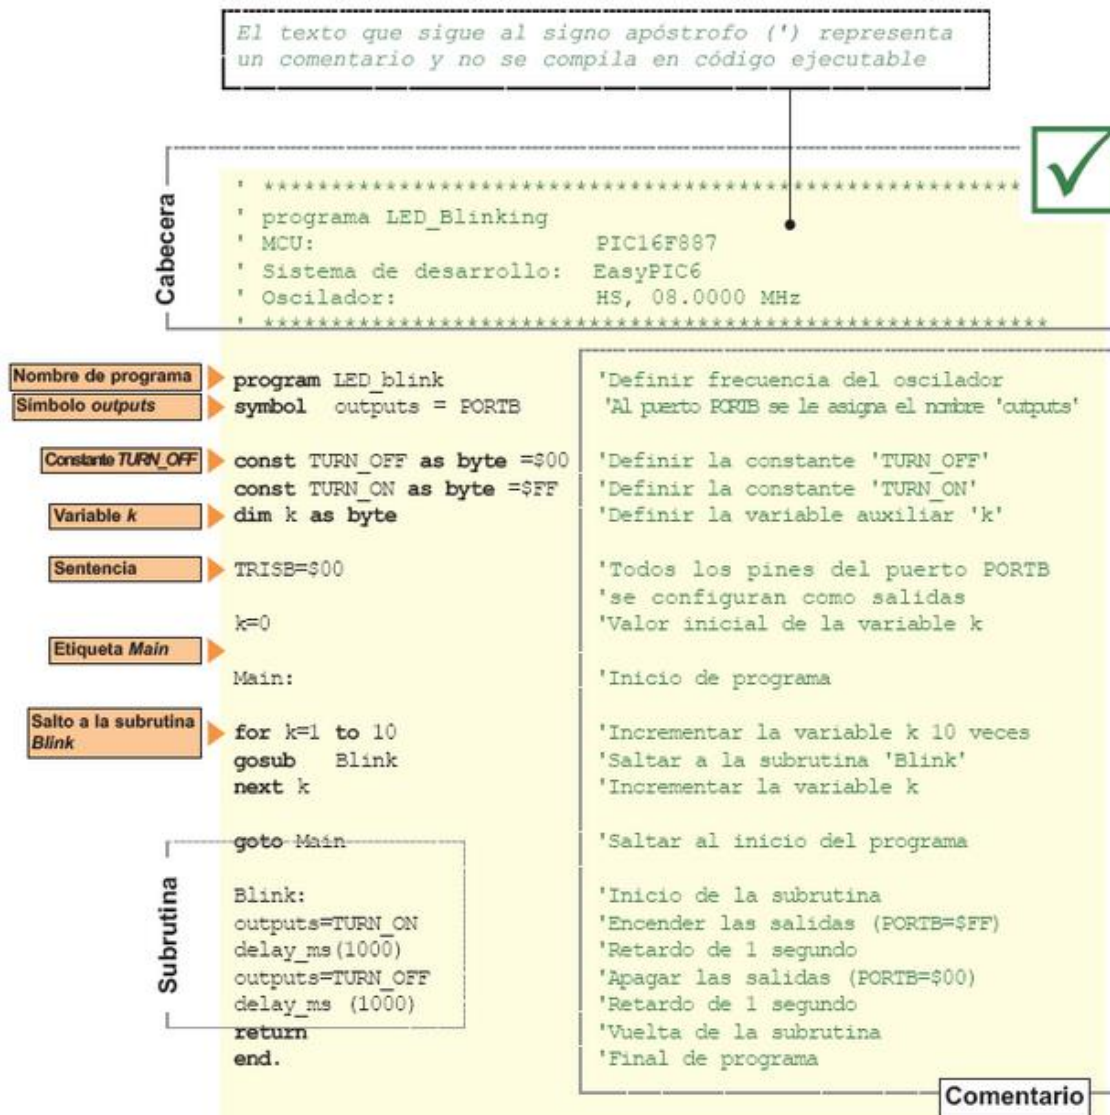 El texto que sigue al signo apóstrofo (') representa
un comentario y no se compila en código ejecutable
Cabecera
' **********************************************************
' programa LED_Blinking
' MCU: PIC16F887
' Sistema de desarrollo: EasyPIC6
' Oscilador: HS, 08.0000 MHz
' **********************************************************
Nombre de programa
program LED_blink 'Definir frecuencia del oscilador
Símbolo outputs
symbol outputs = PORTB 'Al puerto PORTB se le asigna el nombre 'outputs'
Constante TURN_OFF
const TURN_OFF as byte =$00 'Definir la constante 'TURN_OFF'
const TURN_ON as byte =$FF 'Definir la constante 'TURN_ON'
Variable k
dim k as byte 'Definir la variable auxiliar 'k'
Sentencia
TRISB=$00 'Todos los pines del puerto PORTB
'se configuran como salidas
k=0 'Valor inicial de la variable k
Etiqueta Main
Main: 'Inicio de programa
Salto a la subrutina
Blink
for k=1 to 10 'Incrementar la variable k 10 veces
gosub Blink 'Saltar a la subrutina 'Blink'
next k 'Incrementar la variable k
goto Main 'Saltar al inicio del programa
Subrutina
Blink: 'Inicio de la subrutina
outputs=TURN_ON 'Encender las salidas (PORTB=$FF)
delay_ms(1000) 'Retardo de 1 segundo
outputs=TURN_OFF 'Apagar las salidas (PORTB=$00)
delay_ms (1000) 'Retardo de 1 segundo
return 'Vuelta de la subrutina
end. 'Final de programa
Comentario